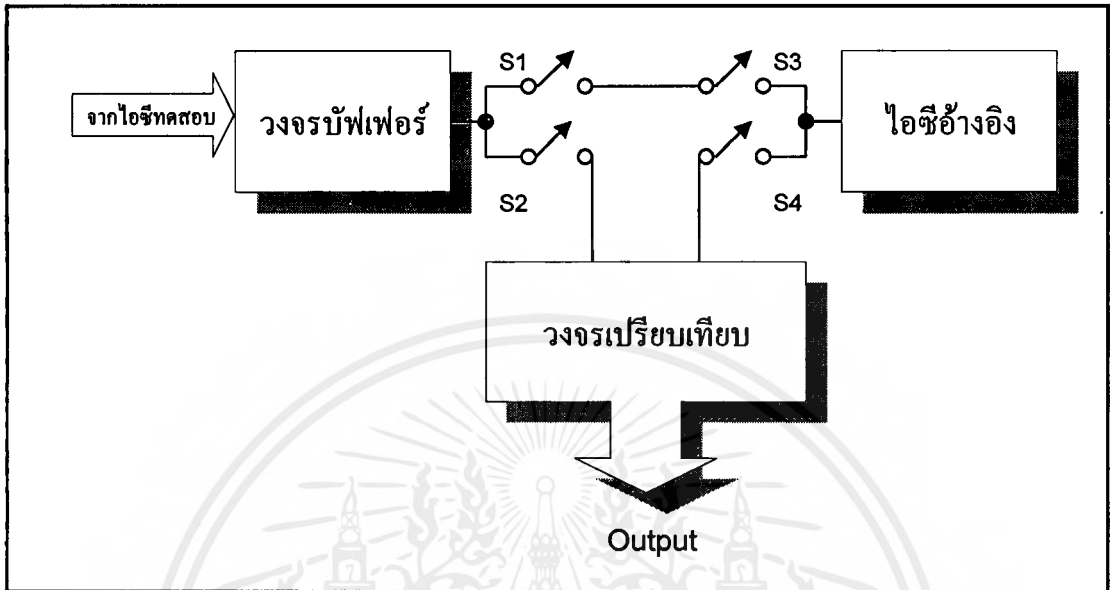 S1
S3
จากไอซีทดสอบ
วงจรบัฟเฟอร์
ไอซีอ้างอิง
S2
S4
วงจรเปรียบเทียบ
Output